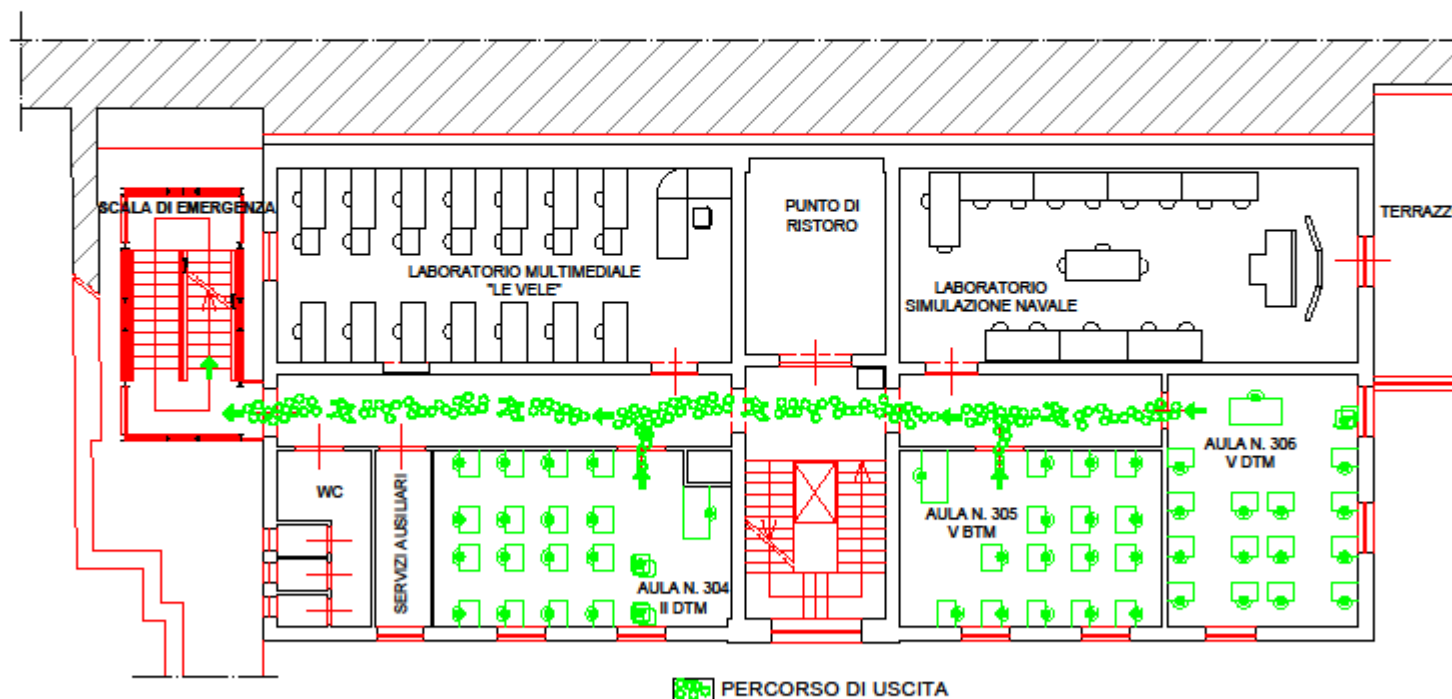 SCALA DI EMERGENZA
LABORATORIO MULTIMEDIALE
"LE VELE"
PUNTO DI
RISTORO
LABORATORIO
SIMULAZIONE NAVALE
TERRAZZ
WC
SERVIZI AUSILIARI
AULA N. 304
II DTM
AULA N. 305
V BTM
AULA N. 306
V DTM
PERCORSO DI USCITA